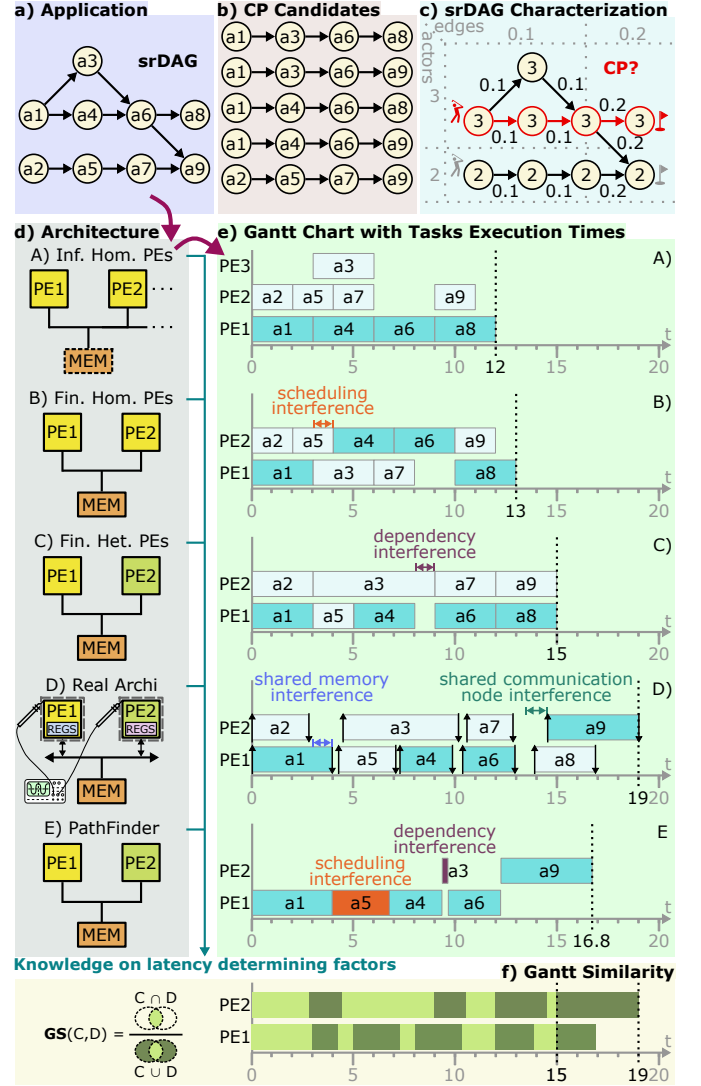 a) Application
srDAG
a3
a1 a4 a6 a8
a2 a5 a7 a9
b) CP Candidates
a1 a3 a6 a8
a1 a3 a6 a9
a1 a4 a6 a8
a1 a4 a6 a9
a2 a5 a7 a9
c) srDAG Characterization
edges
actors
0.1 0.2
3 CP?
0.1 0.1
3
3 3 3 3
0.1 0.1 0.2
0.2
2
2 2 2 2
0.1 0.1 0.2
d) Architecture
A) Inf. Hom. PEs
PE1 PE2 ...
...
MEM
B) Fin. Hom. PEs
PE1 PE2
MEM
C) Fin. Het. PEs
PE1 PE2
MEM
D) Real Archi
PE1 PE2
REGS REGS
MEM
E) PathFinder
PE1 PE2
MEM
Knowledge on latency determining factors
e) Gantt Chart with Tasks Execution Times
A)
PE3 a3
PE2 a2 a5 a6 a9
PE1 a1 a4 a6 a8
t
0 5 10 12 15 20
B)
scheduling
interference
PE2 a2 a5 a4 a6 a9
PE1 a1 a3 a7 a8
t
0 5 10 13 15 20
C)
dependency
interference
PE2 a2 a3 a7 a9
PE1 a1 a5 a4 a6 a8
t
0 5 10 15 20
D)
shared memory
interference
shared communication
node interference
PE2 a2 a3 a7 a9
PE1 a1 a5 a4 a6 a8
t
0 5 10 15 19 20
E
dependency
interference
scheduling
interference
PE2 a3 a9
PE1 a1 a5 a4 a6
t
0 5 10 15 16.8 20
f) Gantt Similarity
GS(C,D) =
C ∩ D
C ∪ D
PE2
PE1
t
0 5 10 15 19 20